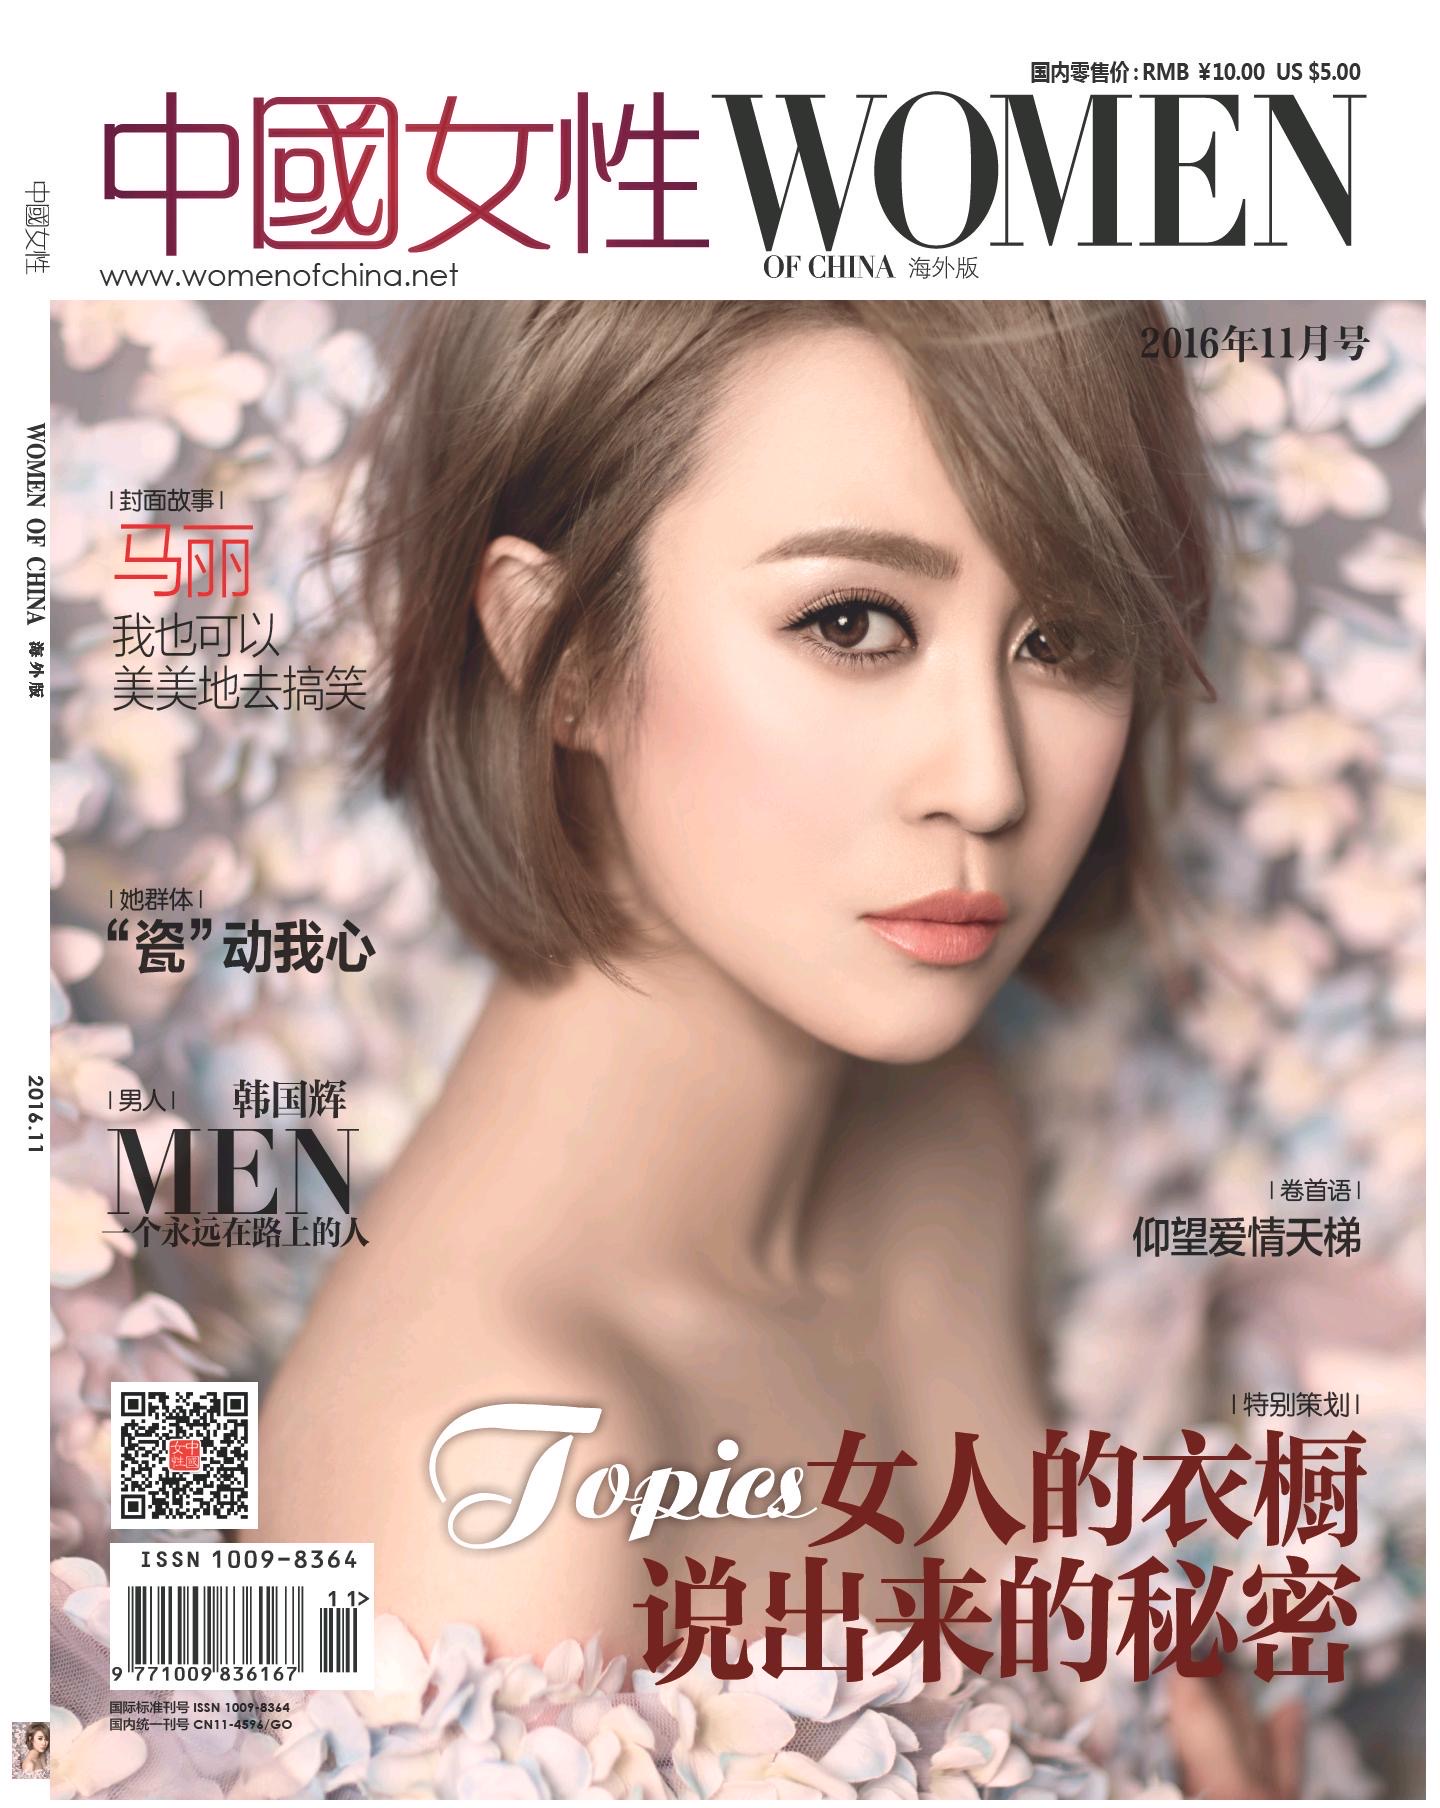 国内零售价:RMB ¥10.00 US $5.00
中國女性 WOMEN
OF CHINA 海外版
www.womenofchina.net
中國女性
WOMEN OF CHINA 海外版
2016.11
2016年11月号
|封面故事|
马丽
我也可以
美美地去搞笑
|她群体|
“瓷”动我心
|男人| 韩国辉
MEN
一个永远在路上的人
|卷首语|
仰望爱情天梯
|特别策划|
Topics女人的衣橱
说出来的秘密
中國女性
ISSN 1009-8364
11>
9 771009 836167
国际标准刊号 ISSN 1009-8364
国内统一刊号 CN11-4596/GO